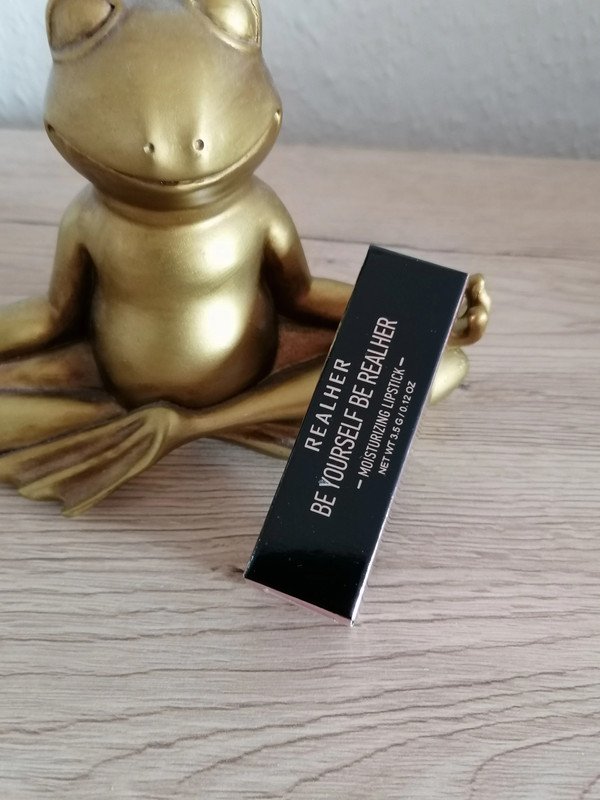 REALHER
BE YOURSELF BE REALHER
– MOISTURIZING LIPSTICK –
NET WT 3.5 G / 0.12 OZ